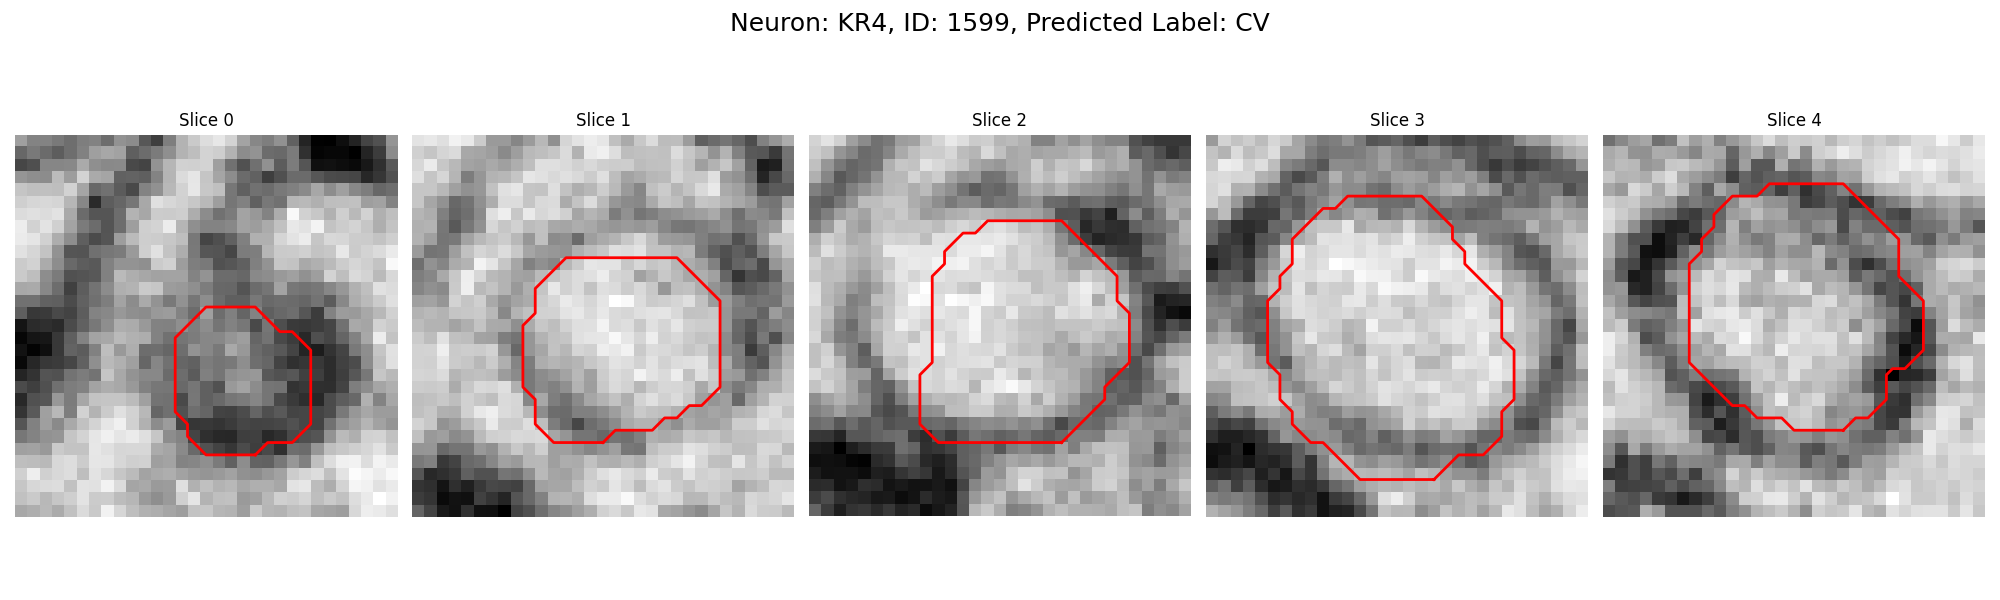 Neuron: KR4, ID: 1599, Predicted Label: CV
Slice 0
Slice 1
Slice 2
Slice 3
Slice 4